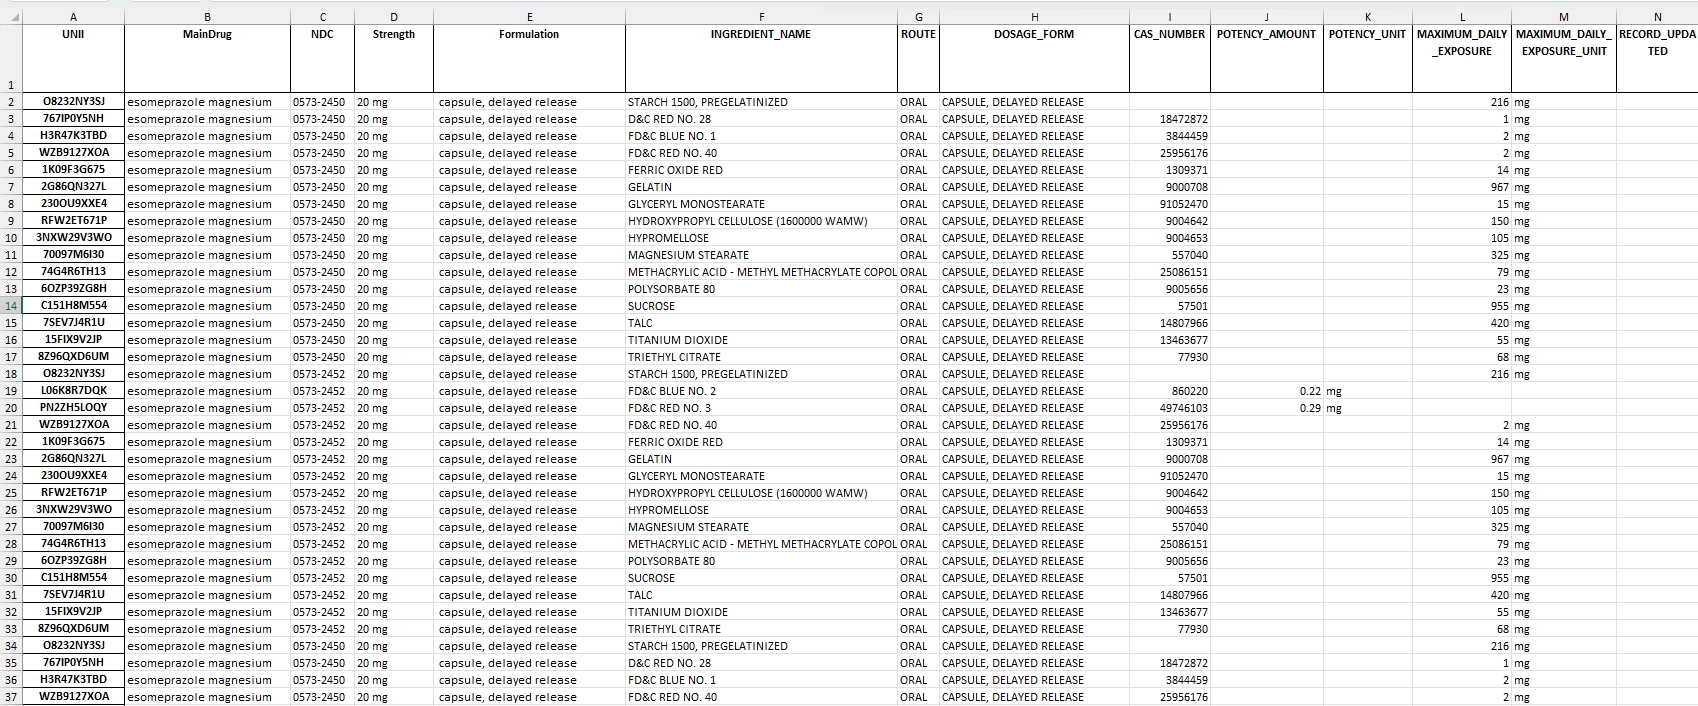 A B C D E F G H I J K L M N
1 UNII MainDrug NDC Strength Formulation INGREDIENT_NAME ROUTE DOSAGE_FORM CAS_NUMBER POTENCY_AMOUNT POTENCY_UNIT MAXIMUM_DAILY_EXPOSURE MAXIMUM_DAILY_EXPOSURE_UNIT RECORD_UPDATED
2 O8232NY3SJ esomeprazole magnesium 0573-2450 20 mg capsule, delayed release STARCH 1500, PREGELATINIZED ORAL CAPSULE, DELAYED RELEASE 216 mg
3 767IP0Y5NH esomeprazole magnesium 0573-2450 20 mg capsule, delayed release D&C RED NO. 28 ORAL CAPSULE, DELAYED RELEASE 18472872 1 mg
4 H3R47K3TBD esomeprazole magnesium 0573-2450 20 mg capsule, delayed release FD&C BLUE NO. 1 ORAL CAPSULE, DELAYED RELEASE 3844459 2 mg
5 WZB9127XOA esomeprazole magnesium 0573-2450 20 mg capsule, delayed release FD&C RED NO. 40 ORAL CAPSULE, DELAYED RELEASE 25956176 2 mg
6 1K09F3G675 esomeprazole magnesium 0573-2450 20 mg capsule, delayed release FERRIC OXIDE RED ORAL CAPSULE, DELAYED RELEASE 1309371 14 mg
7 2G86QN327L esomeprazole magnesium 0573-2450 20 mg capsule, delayed release GELATIN ORAL CAPSULE, DELAYED RELEASE 9000708 967 mg
8 230OU9XXE4 esomeprazole magnesium 0573-2450 20 mg capsule, delayed release GLYCERYL MONOSTEARATE ORAL CAPSULE, DELAYED RELEASE 91052470 15 mg
9 RFW2ET671P esomeprazole magnesium 0573-2450 20 mg capsule, delayed release HYDROXYPROPYL CELLULOSE (1600000 WAMW) ORAL CAPSULE, DELAYED RELEASE 9004642 150 mg
10 3NXW29V3WO esomeprazole magnesium 0573-2450 20 mg capsule, delayed release HYPROMELLOSE ORAL CAPSULE, DELAYED RELEASE 9004653 105 mg
11 70097M6I30 esomeprazole magnesium 0573-2450 20 mg capsule, delayed release MAGNESIUM STEARATE ORAL CAPSULE, DELAYED RELEASE 557040 325 mg
12 74G4R6TH13 esomeprazole magnesium 0573-2450 20 mg capsule, delayed release METHACRYLIC ACID - METHYL METHACRYLATE COPOL ORAL CAPSULE, DELAYED RELEASE 25086151 79 mg
13 6OZP39ZG8H esomeprazole magnesium 0573-2450 20 mg capsule, delayed release POLYSORBATE 80 ORAL CAPSULE, DELAYED RELEASE 9005656 23 mg
14 C151H8M554 esomeprazole magnesium 0573-2450 20 mg capsule, delayed release SUCROSE ORAL CAPSULE, DELAYED RELEASE 57501 955 mg
15 7SEV7J4R1U esomeprazole magnesium 0573-2450 20 mg capsule, delayed release TALC ORAL CAPSULE, DELAYED RELEASE 14807966 420 mg
16 15FIX9V2JP esomeprazole magnesium 0573-2450 20 mg capsule, delayed release TITANIUM DIOXIDE ORAL CAPSULE, DELAYED RELEASE 13463677 55 mg
17 8Z96QXD6UM esomeprazole magnesium 0573-2450 20 mg capsule, delayed release TRIETHYL CITRATE ORAL CAPSULE, DELAYED RELEASE 77930 68 mg
18 O8232NY3SJ esomeprazole magnesium 0573-2452 20 mg capsule, delayed release STARCH 1500, PREGELATINIZED ORAL CAPSULE, DELAYED RELEASE 216 mg
19 L06K8R7DQK esomeprazole magnesium 0573-2452 20 mg capsule, delayed release FD&C BLUE NO. 2 ORAL CAPSULE, DELAYED RELEASE 860220 0.22 mg
20 PN2ZH5LOQY esomeprazole magnesium 0573-2452 20 mg capsule, delayed release FD&C RED NO. 3 ORAL CAPSULE, DELAYED RELEASE 49746103 0.29 mg
21 WZB9127XOA esomeprazole magnesium 0573-2452 20 mg capsule, delayed release FD&C RED NO. 40 ORAL CAPSULE, DELAYED RELEASE 25956176 2 mg
22 1K09F3G675 esomeprazole magnesium 0573-2452 20 mg capsule, delayed release FERRIC OXIDE RED ORAL CAPSULE, DELAYED RELEASE 1309371 14 mg
23 2G86QN327L esomeprazole magnesium 0573-2452 20 mg capsule, delayed release GELATIN ORAL CAPSULE, DELAYED RELEASE 9000708 967 mg
24 230OU9XXE4 esomeprazole magnesium 0573-2452 20 mg capsule, delayed release GLYCERYL MONOSTEARATE ORAL CAPSULE, DELAYED RELEASE 91052470 15 mg
25 RFW2ET671P esomeprazole magnesium 0573-2452 20 mg capsule, delayed release HYDROXYPROPYL CELLULOSE (1600000 WAMW) ORAL CAPSULE, DELAYED RELEASE 9004642 150 mg
26 3NXW29V3WO esomeprazole magnesium 0573-2452 20 mg capsule, delayed release HYPROMELLOSE ORAL CAPSULE, DELAYED RELEASE 9004653 105 mg
27 70097M6I30 esomeprazole magnesium 0573-2452 20 mg capsule, delayed release MAGNESIUM STEARATE ORAL CAPSULE, DELAYED RELEASE 557040 325 mg
28 74G4R6TH13 esomeprazole magnesium 0573-2452 20 mg capsule, delayed release METHACRYLIC ACID - METHYL METHACRYLATE COPOL ORAL CAPSULE, DELAYED RELEASE 25086151 79 mg
29 6OZP39ZG8H esomeprazole magnesium 0573-2452 20 mg capsule, delayed release POLYSORBATE 80 ORAL CAPSULE, DELAYED RELEASE 9005656 23 mg
30 C151H8M554 esomeprazole magnesium 0573-2452 20 mg capsule, delayed release SUCROSE ORAL CAPSULE, DELAYED RELEASE 57501 955 mg
31 7SEV7J4R1U esomeprazole magnesium 0573-2452 20 mg capsule, delayed release TALC ORAL CAPSULE, DELAYED RELEASE 14807966 420 mg
32 15FIX9V2JP esomeprazole magnesium 0573-2452 20 mg capsule, delayed release TITANIUM DIOXIDE ORAL CAPSULE, DELAYED RELEASE 13463677 55 mg
33 8Z96QXD6UM esomeprazole magnesium 0573-2452 20 mg capsule, delayed release TRIETHYL CITRATE ORAL CAPSULE, DELAYED RELEASE 77930 68 mg
34 O8232NY3SJ esomeprazole magnesium 0573-2450 20 mg capsule, delayed release STARCH 1500, PREGELATINIZED ORAL CAPSULE, DELAYED RELEASE 216 mg
35 767IP0Y5NH esomeprazole magnesium 0573-2450 20 mg capsule, delayed release D&C RED NO. 28 ORAL CAPSULE, DELAYED RELEASE 18472872 1 mg
36 H3R47K3TBD esomeprazole magnesium 0573-2450 20 mg capsule, delayed release FD&C BLUE NO. 1 ORAL CAPSULE, DELAYED RELEASE 3844459 2 mg
37 WZB9127XOA esomeprazole magnesium 0573-2450 20 mg capsule, delayed release FD&C RED NO. 40 ORAL CAPSULE, DELAYED RELEASE 25956176 2 mg